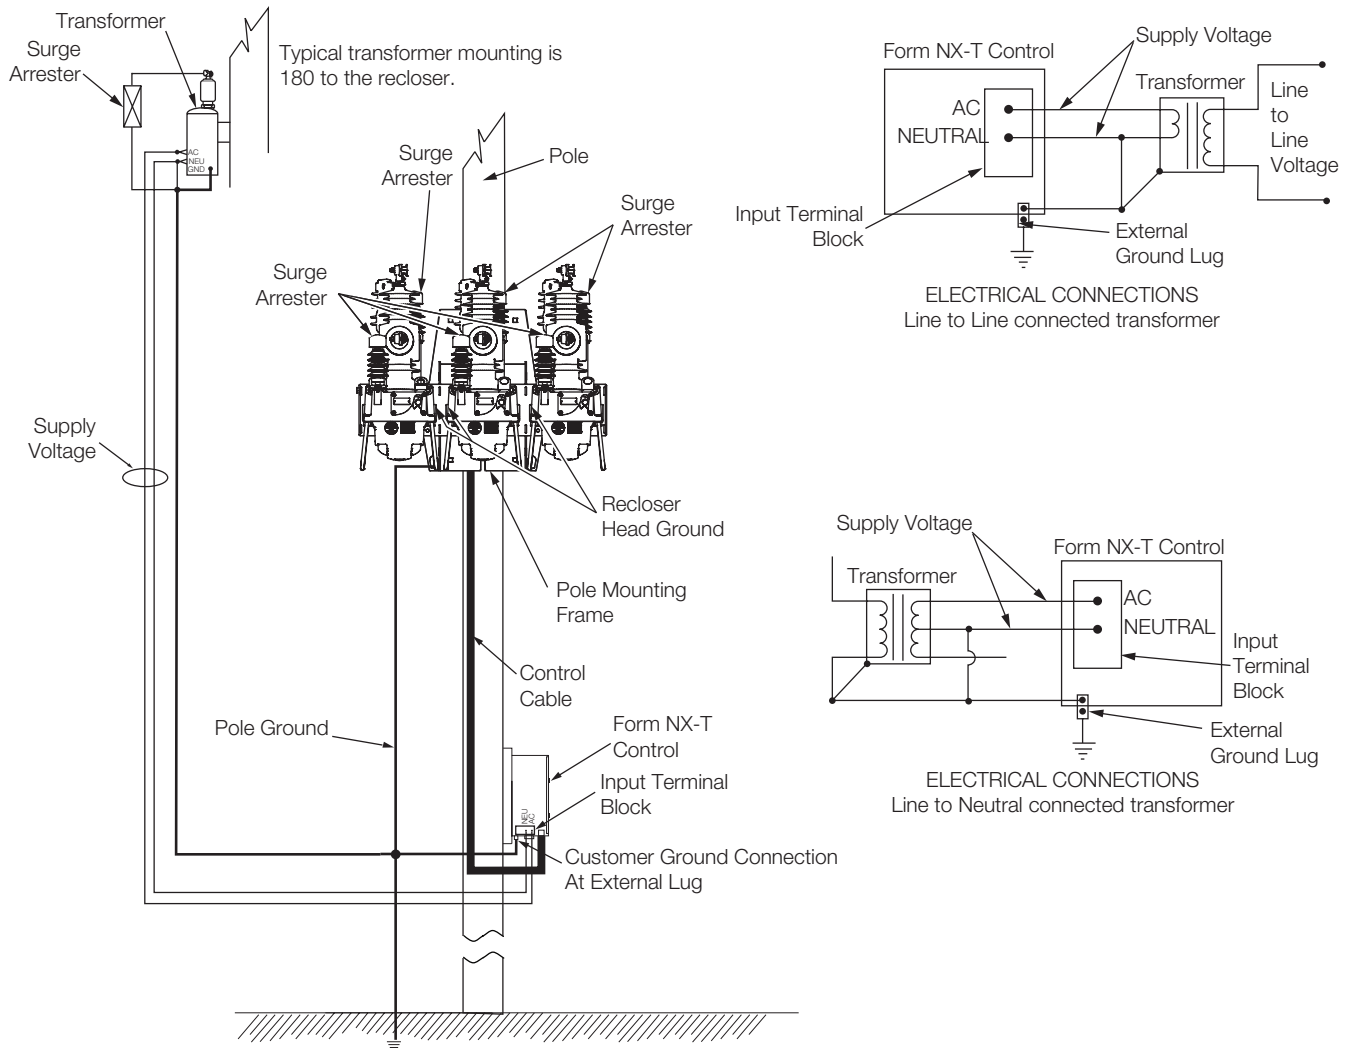 Transformer
Surge
Arrester
Typical transformer mounting is
180 to the recloser.
AC
NEU
GND
Surge
Arrester
Pole
Surge
Arrester
Surge
Arrester
Supply
Voltage
Recloser
Head Ground
Pole Mounting
Frame
Control
Cable
Pole Ground
Form NX-T
Control
Input Terminal
Block
NEU
AC
Customer Ground Connection
At External Lug
Form NX-T Control
Supply Voltage
Transformer
AC
NEUTRAL
Line
to
Line
Voltage
Input Terminal
Block
External
Ground Lug
ELECTRICAL CONNECTIONS
Line to Line connected transformer
Supply Voltage
Form NX-T Control
Transformer
AC
NEUTRAL
Input
Terminal
Block
External
Ground Lug
ELECTRICAL CONNECTIONS
Line to Neutral connected transformer